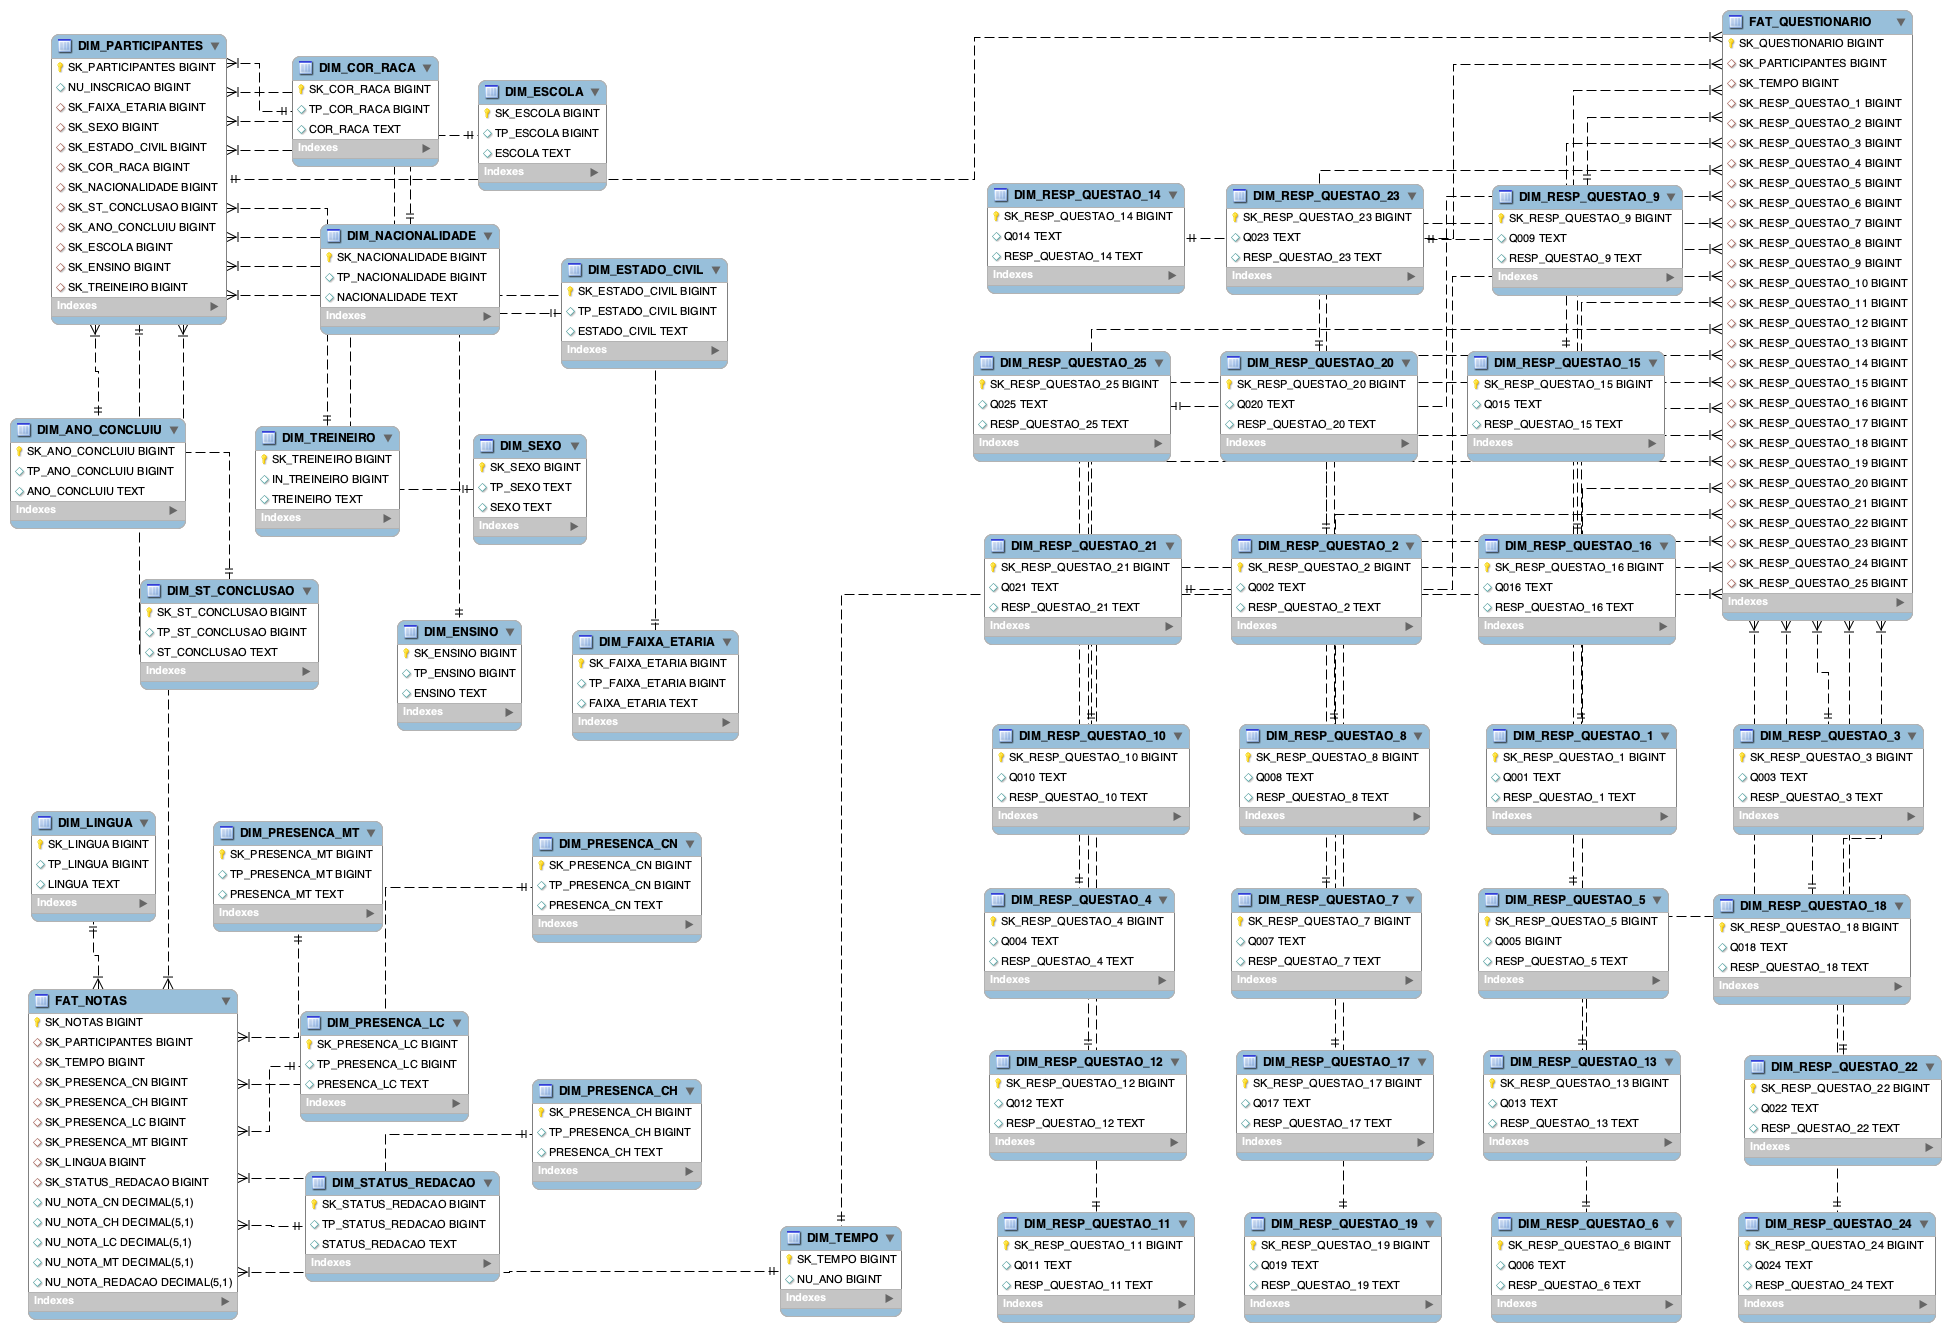 DIM_PARTICIPANTES
SK_PARTICIPANTES BIGINT
NU_INSCRICAO BIGINT
SK_FAIXA_ETARIA BIGINT
SK_SEXO BIGINT
SK_ESTADO_CIVIL BIGINT
SK_COR_RACA BIGINT
SK_NACIONALIDADE BIGINT
SK_ST_CONCLUSAO BIGINT
SK_ANO_CONCLUIU BIGINT
SK_ESCOLA BIGINT
SK_ENSINO BIGINT
SK_TREINEIRO BIGINT
Indexes
DIM_COR_RACA
SK_COR_RACA BIGINT
TP_COR_RACA BIGINT
COR_RACA TEXT
Indexes
DIM_ESCOLA
SK_ESCOLA BIGINT
TP_ESCOLA BIGINT
ESCOLA TEXT
Indexes
DIM_NACIONALIDADE
SK_NACIONALIDADE BIGINT
TP_NACIONALIDADE BIGINT
NACIONALIDADE TEXT
Indexes
DIM_ESTADO_CIVIL
SK_ESTADO_CIVIL BIGINT
TP_ESTADO_CIVIL BIGINT
ESTADO_CIVIL TEXT
Indexes
DIM_ANO_CONCLUIU
SK_ANO_CONCLUIU BIGINT
TP_ANO_CONCLUIU BIGINT
ANO_CONCLUIU TEXT
Indexes
DIM_TREINEIRO
SK_TREINEIRO BIGINT
IN_TREINEIRO BIGINT
TREINEIRO TEXT
Indexes
DIM_SEXO
SK_SEXO BIGINT
TP_SEXO TEXT
SEXO TEXT
Indexes
DIM_ST_CONCLUSAO
SK_ST_CONCLUSAO BIGINT
TP_ST_CONCLUSAO BIGINT
ST_CONCLUSAO TEXT
Indexes
DIM_ENSINO
SK_ENSINO BIGINT
TP_ENSINO BIGINT
ENSINO TEXT
Indexes
DIM_FAIXA_ETARIA
SK_FAIXA_ETARIA BIGINT
TP_FAIXA_ETARIA BIGINT
FAIXA_ETARIA TEXT
Indexes
DIM_LINGUA
SK_LINGUA BIGINT
TP_LINGUA BIGINT
LINGUA TEXT
Indexes
DIM_PRESENCA_MT
SK_PRESENCA_MT BIGINT
TP_PRESENCA_MT BIGINT
PRESENCA_MT TEXT
Indexes
DIM_PRESENCA_CN
SK_PRESENCA_CN BIGINT
TP_PRESENCA_CN BIGINT
PRESENCA_CN TEXT
Indexes
FAT_NOTAS
SK_NOTAS BIGINT
SK_PARTICIPANTES BIGINT
SK_TEMPO BIGINT
SK_PRESENCA_CN BIGINT
SK_PRESENCA_CH BIGINT
SK_PRESENCA_LC BIGINT
SK_PRESENCA_MT BIGINT
SK_LINGUA BIGINT
SK_STATUS_REDACAO BIGINT
NU_NOTA_CN DECIMAL(5,1)
NU_NOTA_CH DECIMAL(5,1)
NU_NOTA_LC DECIMAL(5,1)
NU_NOTA_MT DECIMAL(5,1)
NU_NOTA_REDACAO DECIMAL(5,1)
Indexes
DIM_PRESENCA_LC
SK_PRESENCA_LC BIGINT
TP_PRESENCA_LC BIGINT
PRESENCA_LC TEXT
Indexes
DIM_PRESENCA_CH
SK_PRESENCA_CH BIGINT
TP_PRESENCA_CH BIGINT
PRESENCA_CH TEXT
Indexes
DIM_STATUS_REDACAO
SK_STATUS_REDACAO BIGINT
TP_STATUS_REDACAO BIGINT
STATUS_REDACAO TEXT
Indexes
DIM_TEMPO
SK_TEMPO BIGINT
NU_ANO BIGINT
Indexes
FAT_QUESTIONARIO
SK_QUESTIONARIO BIGINT
SK_PARTICIPANTES BIGINT
SK_TEMPO BIGINT
SK_RESP_QUESTAO_1 BIGINT
SK_RESP_QUESTAO_2 BIGINT
SK_RESP_QUESTAO_3 BIGINT
SK_RESP_QUESTAO_4 BIGINT
SK_RESP_QUESTAO_5 BIGINT
SK_RESP_QUESTAO_6 BIGINT
SK_RESP_QUESTAO_7 BIGINT
SK_RESP_QUESTAO_8 BIGINT
SK_RESP_QUESTAO_9 BIGINT
SK_RESP_QUESTAO_10 BIGINT
SK_RESP_QUESTAO_11 BIGINT
SK_RESP_QUESTAO_12 BIGINT
SK_RESP_QUESTAO_13 BIGINT
SK_RESP_QUESTAO_14 BIGINT
SK_RESP_QUESTAO_15 BIGINT
SK_RESP_QUESTAO_16 BIGINT
SK_RESP_QUESTAO_17 BIGINT
SK_RESP_QUESTAO_18 BIGINT
SK_RESP_QUESTAO_19 BIGINT
SK_RESP_QUESTAO_20 BIGINT
SK_RESP_QUESTAO_21 BIGINT
SK_RESP_QUESTAO_22 BIGINT
SK_RESP_QUESTAO_23 BIGINT
SK_RESP_QUESTAO_24 BIGINT
SK_RESP_QUESTAO_25 BIGINT
Indexes
DIM_RESP_QUESTAO_14
SK_RESP_QUESTAO_14 BIGINT
Q014 TEXT
RESP_QUESTAO_14 TEXT
Indexes
DIM_RESP_QUESTAO_23
SK_RESP_QUESTAO_23 BIGINT
Q023 TEXT
RESP_QUESTAO_23 TEXT
Indexes
DIM_RESP_QUESTAO_9
SK_RESP_QUESTAO_9 BIGINT
Q009 TEXT
RESP_QUESTAO_9 TEXT
Indexes
DIM_RESP_QUESTAO_25
SK_RESP_QUESTAO_25 BIGINT
Q025 TEXT
RESP_QUESTAO_25 TEXT
Indexes
DIM_RESP_QUESTAO_20
SK_RESP_QUESTAO_20 BIGINT
Q020 TEXT
RESP_QUESTAO_20 TEXT
Indexes
DIM_RESP_QUESTAO_15
SK_RESP_QUESTAO_15 BIGINT
Q015 TEXT
RESP_QUESTAO_15 TEXT
Indexes
DIM_RESP_QUESTAO_21
SK_RESP_QUESTAO_21 BIGINT
Q021 TEXT
RESP_QUESTAO_21 TEXT
Indexes
DIM_RESP_QUESTAO_2
SK_RESP_QUESTAO_2 BIGINT
Q002 TEXT
RESP_QUESTAO_2 TEXT
Indexes
DIM_RESP_QUESTAO_16
SK_RESP_QUESTAO_16 BIGINT
Q016 TEXT
RESP_QUESTAO_16 TEXT
Indexes
DIM_RESP_QUESTAO_10
SK_RESP_QUESTAO_10 BIGINT
Q010 TEXT
RESP_QUESTAO_10 TEXT
Indexes
DIM_RESP_QUESTAO_8
SK_RESP_QUESTAO_8 BIGINT
Q008 TEXT
RESP_QUESTAO_8 TEXT
Indexes
DIM_RESP_QUESTAO_1
SK_RESP_QUESTAO_1 BIGINT
Q001 TEXT
RESP_QUESTAO_1 TEXT
Indexes
DIM_RESP_QUESTAO_3
SK_RESP_QUESTAO_3 BIGINT
Q003 TEXT
RESP_QUESTAO_3 TEXT
Indexes
DIM_RESP_QUESTAO_4
SK_RESP_QUESTAO_4 BIGINT
Q004 TEXT
RESP_QUESTAO_4 TEXT
Indexes
DIM_RESP_QUESTAO_7
SK_RESP_QUESTAO_7 BIGINT
Q007 TEXT
RESP_QUESTAO_7 TEXT
Indexes
DIM_RESP_QUESTAO_5
SK_RESP_QUESTAO_5 BIGINT
Q005 BIGINT
RESP_QUESTAO_5 TEXT
Indexes
DIM_RESP_QUESTAO_18
SK_RESP_QUESTAO_18 BIGINT
Q018 TEXT
RESP_QUESTAO_18 TEXT
Indexes
DIM_RESP_QUESTAO_12
SK_RESP_QUESTAO_12 BIGINT
Q012 TEXT
RESP_QUESTAO_12 TEXT
Indexes
DIM_RESP_QUESTAO_17
SK_RESP_QUESTAO_17 BIGINT
Q017 TEXT
RESP_QUESTAO_17 TEXT
Indexes
DIM_RESP_QUESTAO_13
SK_RESP_QUESTAO_13 BIGINT
Q013 TEXT
RESP_QUESTAO_13 TEXT
Indexes
DIM_RESP_QUESTAO_22
SK_RESP_QUESTAO_22 BIGINT
Q022 TEXT
RESP_QUESTAO_22 TEXT
Indexes
DIM_RESP_QUESTAO_11
SK_RESP_QUESTAO_11 BIGINT
Q011 TEXT
RESP_QUESTAO_11 TEXT
Indexes
DIM_RESP_QUESTAO_19
SK_RESP_QUESTAO_19 BIGINT
Q019 TEXT
RESP_QUESTAO_19 TEXT
Indexes
DIM_RESP_QUESTAO_6
SK_RESP_QUESTAO_6 BIGINT
Q006 TEXT
RESP_QUESTAO_6 TEXT
Indexes
DIM_RESP_QUESTAO_24
SK_RESP_QUESTAO_24 BIGINT
Q024 TEXT
RESP_QUESTAO_24 TEXT
Indexes